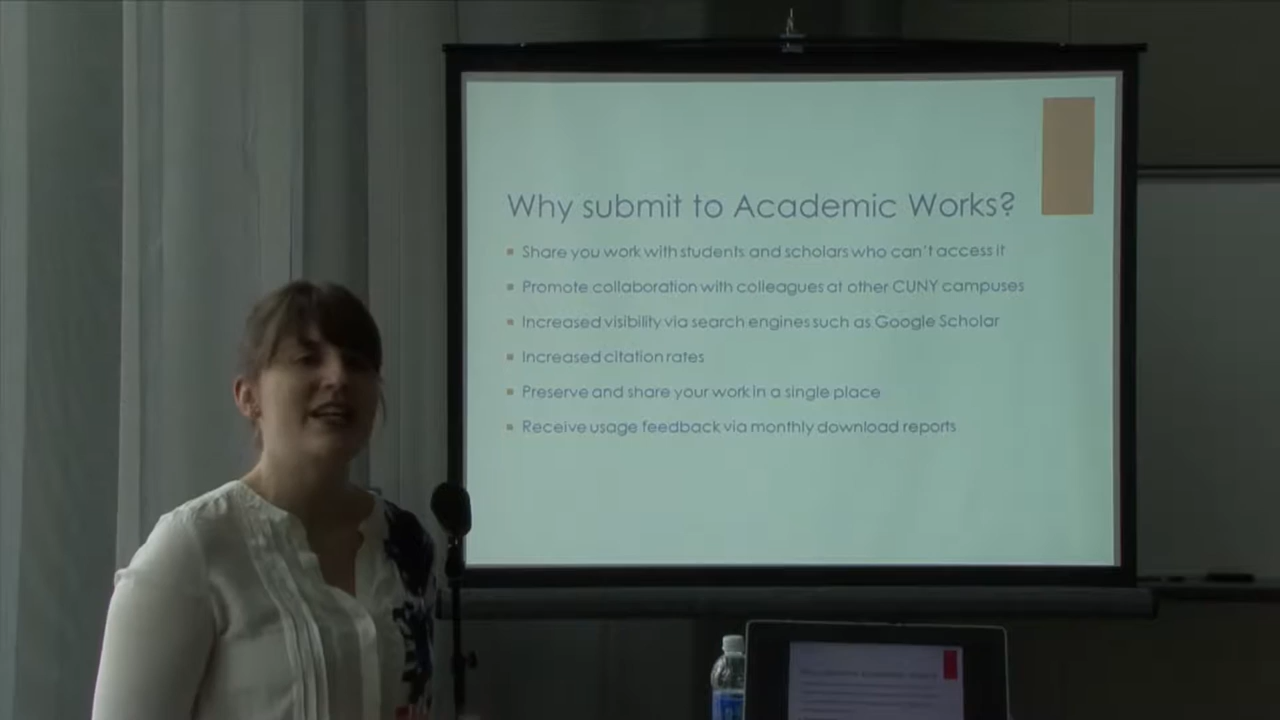 Why submit to Academic Works?
Share you work with students and scholars who can't access it
Promote collaboration with colleagues at other CUNY campuses
Increased visibility via search engines such as Google Scholar
Increased citation rates
Preserve and share your work in a single place
Receive usage feedback via monthly download reports